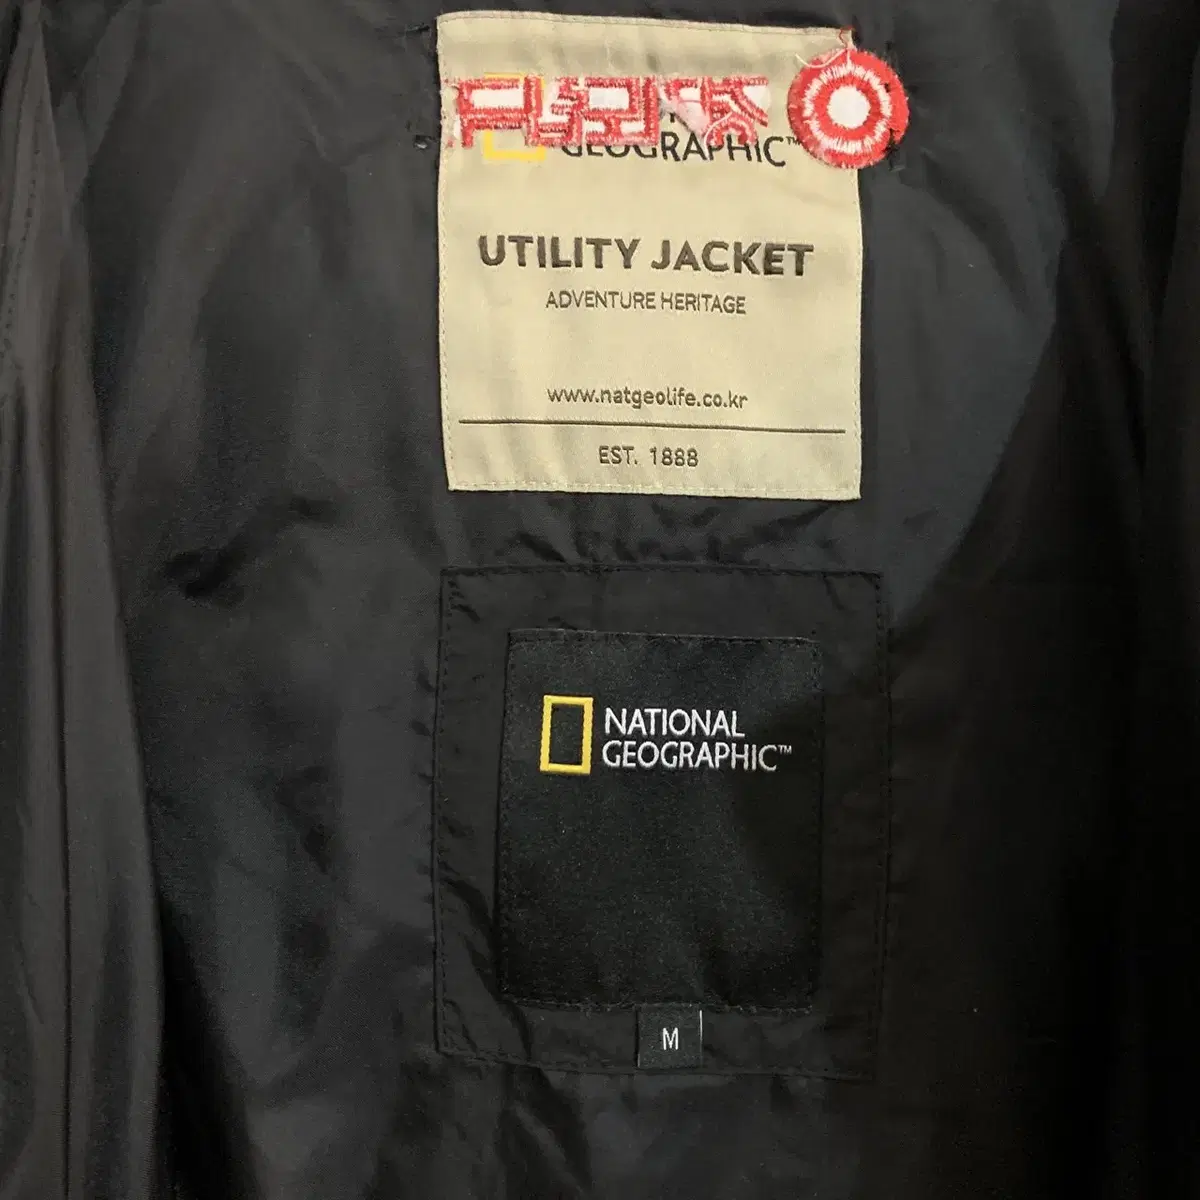 GEOGRAPHIC™
UTILITY JACKET
ADVENTURE HERITAGE
www.natgeolife.co.kr
EST. 1888
NATIONAL
GEOGRAPHIC™
M